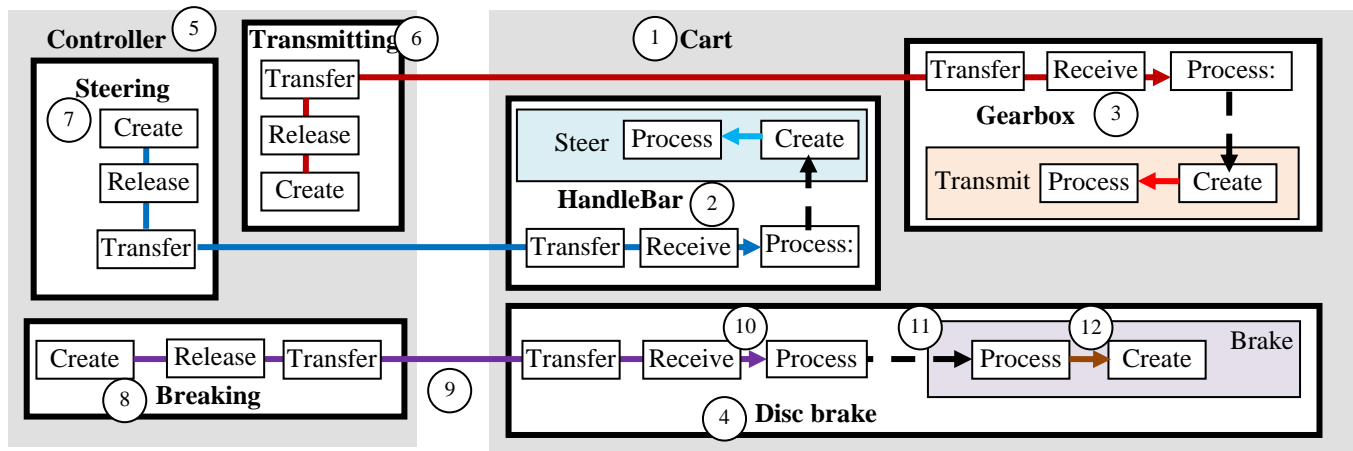 Controller
5
Transmitting
6
1
Cart
Steering
7
Create
Release
Transfer
Transfer
Release
Create
Transfer
Receive
Process:
Gearbox
3
Transmit
Process
Create
Steer
Process
Create
HandleBar
2
Transfer
Receive
Process:
Create
Release
Transfer
8
Breaking
9
Transfer
Receive
10
Process
11
Process
12
Create
Brake
4
Disc brake